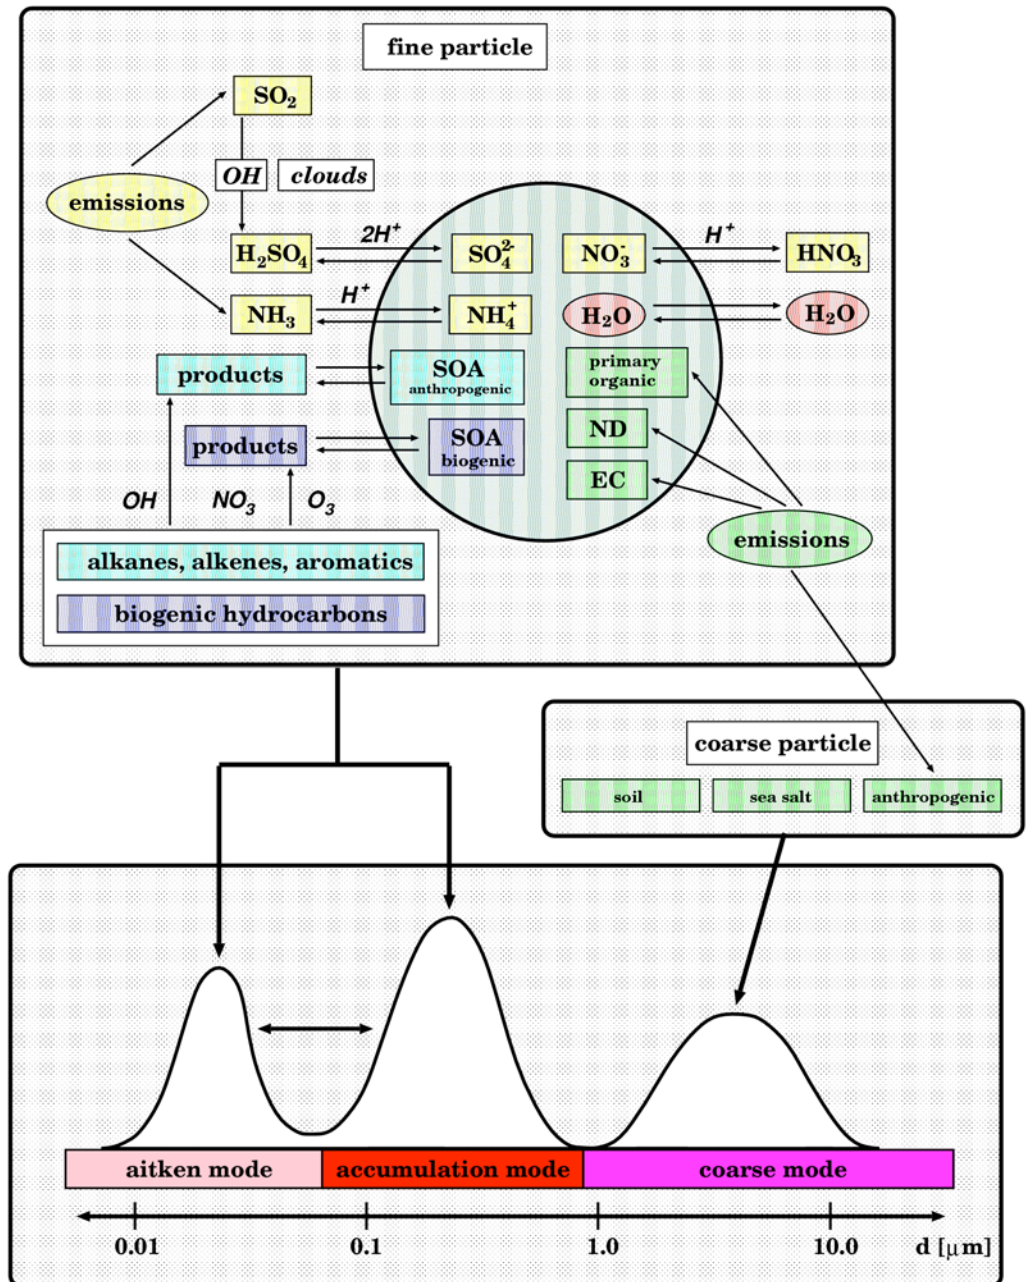 fine particle
SO₂
OH
clouds
emissions
2H⁺
H⁺
H₂SO₄
SO₄²⁻
NO₃⁻
HNO₃
H⁺
NH₃
NH₄⁺
H₂O
H₂O
products
SOA
anthropogenic
primary
organic
products
SOA
biogenic
ND
EC
OH
NO₃
O₃
emissions
alkanes, alkenes, aromatics
biogenic hydrocarbons
coarse particle
soil
sea salt
anthropogenic
aitken mode
accumulation mode
coarse mode
0.01
0.1
1.0
10.0
d [μm]